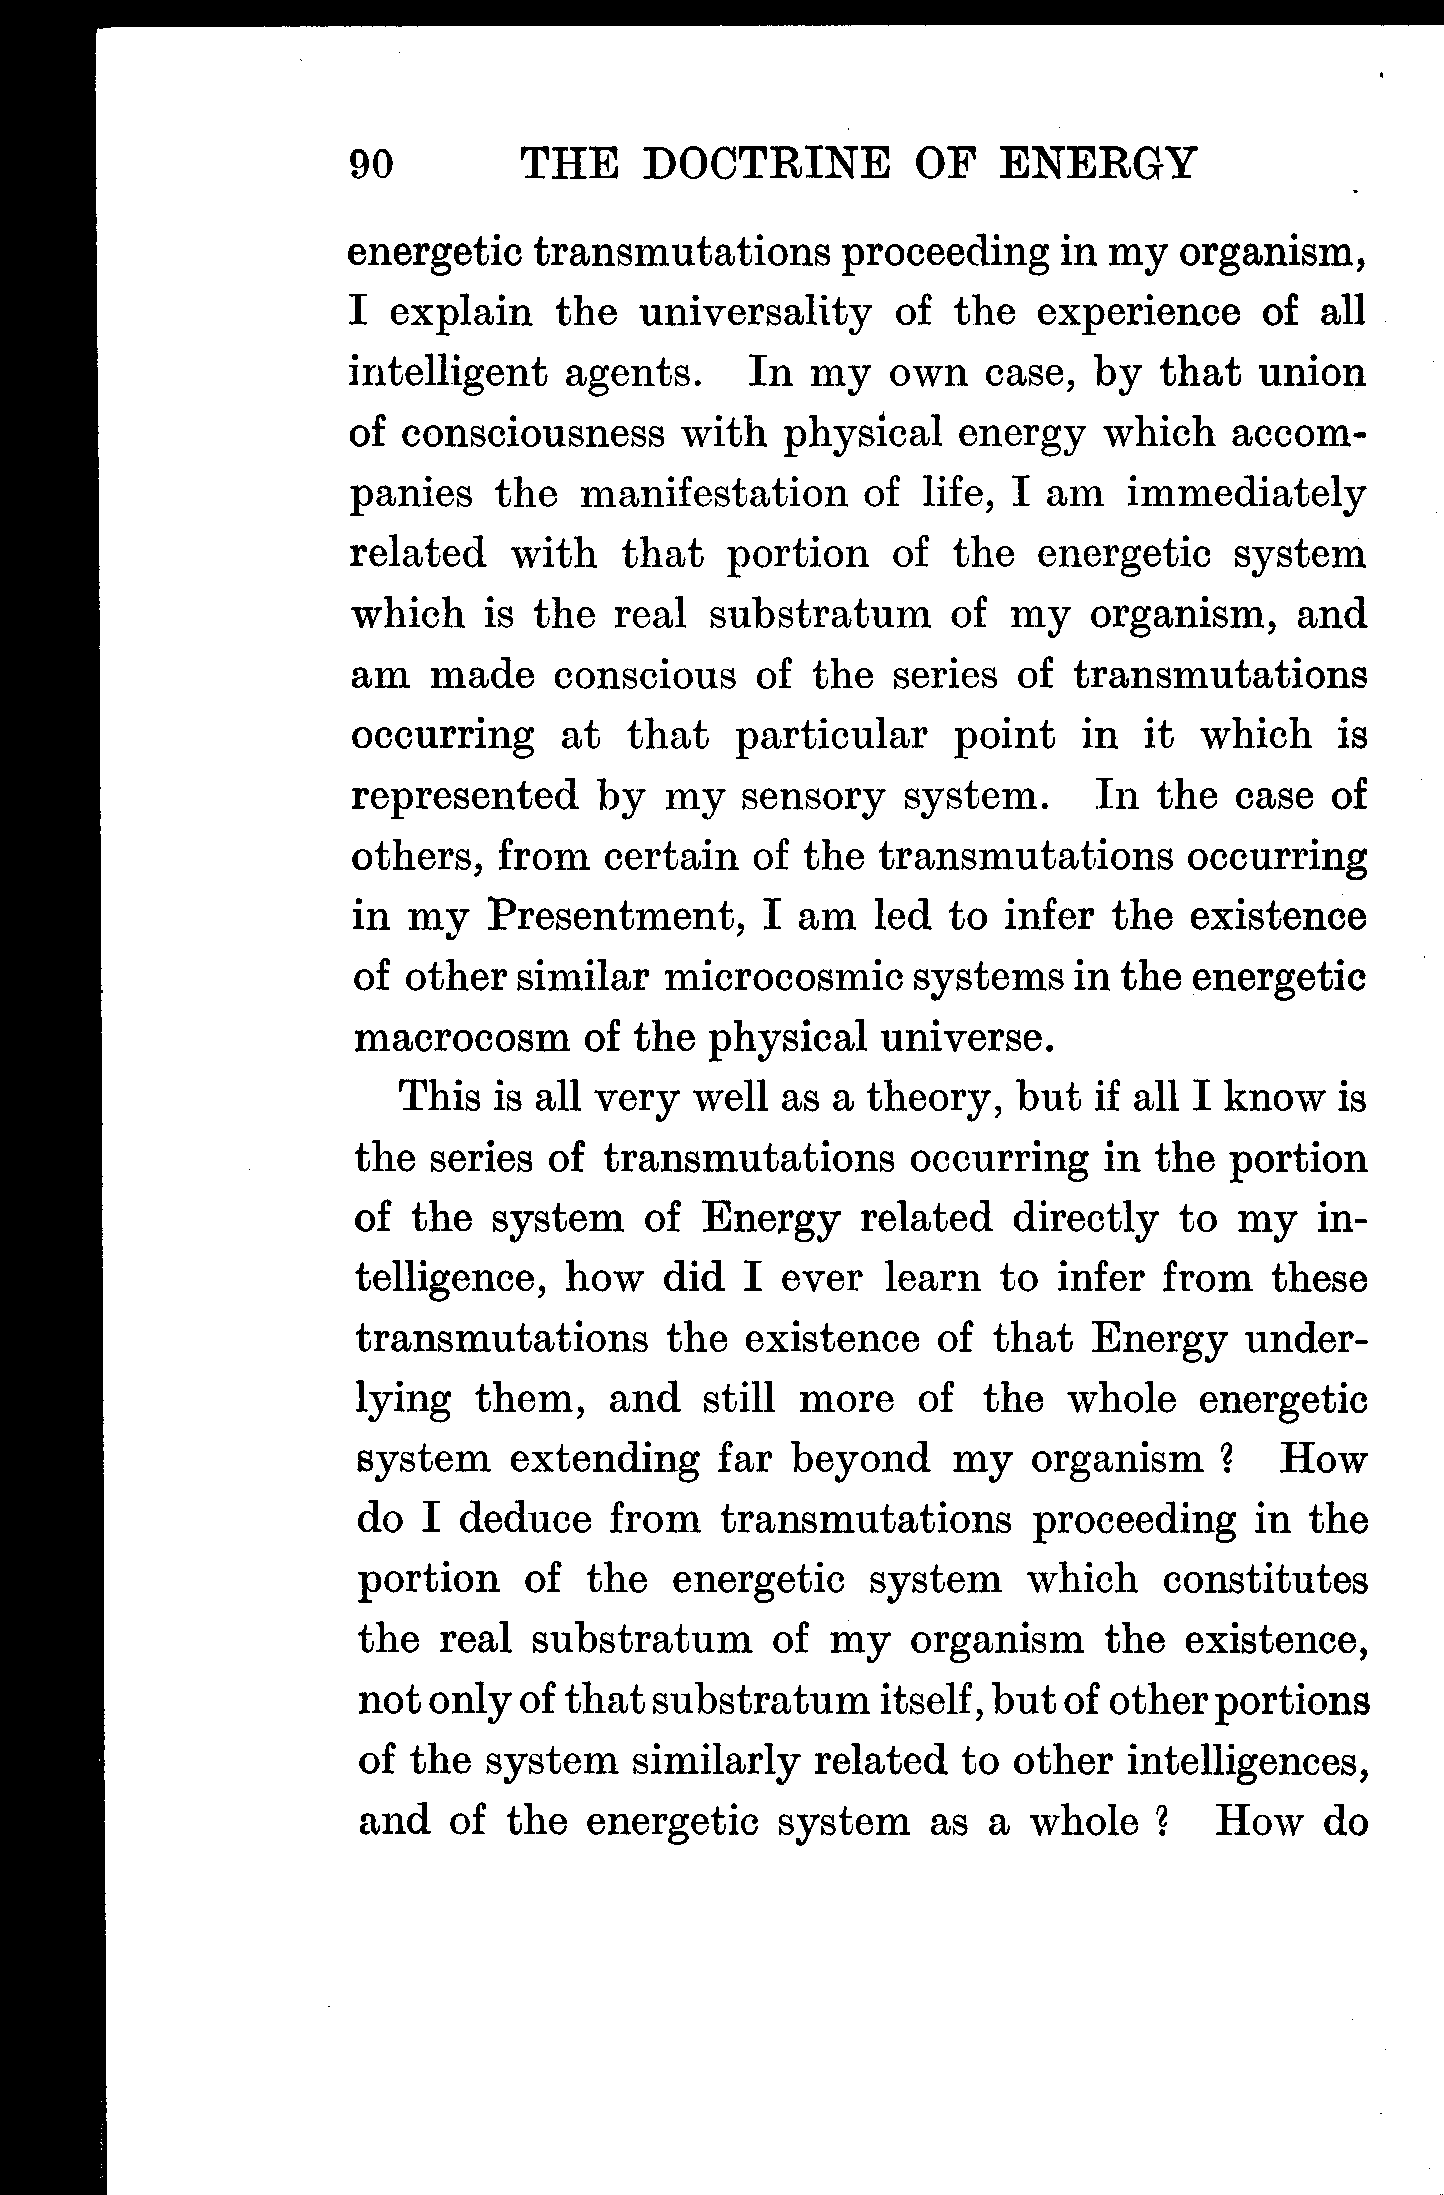 90 THE DOCTRINE OF ENERGY
energetic transmutations proceeding in my organism,
I explain the universality of the experience of all
intelligent agents. In my own case, by that union
of consciousness with physical energy which accom-
panies the manifestation of life, I am immediately
related with that portion of the energetic system
which is the real substratum of my organism, and
am made conscious of the series of transmutations
occurring at that particular point in it which is
represented by my sensory system. In the case of
others, from certain of the transmutations occurring
in my Presentment, I am led to infer the existence
of other similar microcosmic systems in the energetic
macrocosm of the physical universe.
This is all very well as a theory, but if all I know is
the series of transmutations occurring in the portion
of the system of Energy related directly to my in-
telligence, how did I ever learn to infer from these
transmutations the existence of that Energy under-
lying them, and still more of the whole energetic
system extending far beyond my organism ? How
do I deduce from transmutations proceeding in the
portion of the energetic system which constitutes
the real substratum of my organism the existence,
not only of that substratum itself, but of other portions
of the system similarly related to other intelligences,
and of the energetic system as a whole ? How do